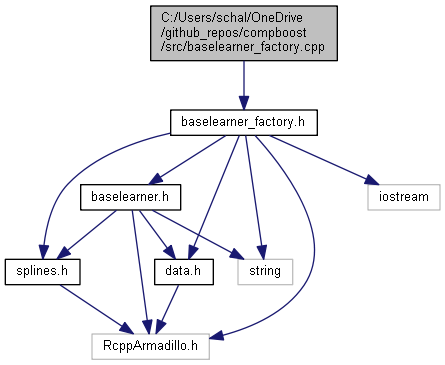 C:/Users/schal/OneDrive
/github_repos/compboost
/src/baselearner_factory.cpp
baselearner_factory.h
baselearner.h
iostream
splines.h
data.h
string
RcppArmadillo.h